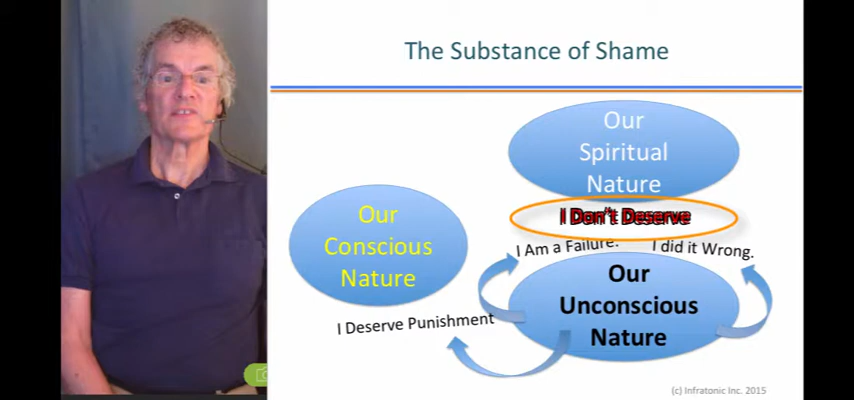 The Substance of Shame
Our
Spiritual
Nature
I Don't Deserve
I Am a Failure.
I did it Wrong.
Our
Conscious
Nature
Our
Unconscious
Nature
I Deserve Punishment
(c) Infratonic Inc. 2015